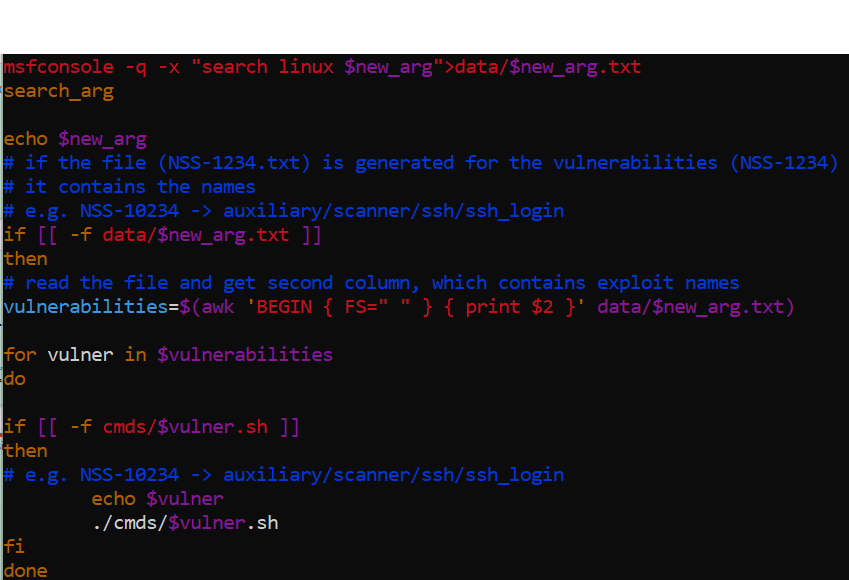 msfconsole -q -x "search linux $new_arg">data/$new_arg.txt
search_arg
echo $new_arg
# if the file (NSS-1234.txt) is generated for the vulnerabilities (NSS-1234)
# it contains the names
# e.g. NSS-10234 -> auxiliary/scanner/ssh/ssh_login
if [[ -f data/$new_arg.txt ]]
then
# read the file and get second column, which contains exploit names
vulnerabilities=$(awk 'BEGIN { FS=" " } { print $2 }' data/$new_arg.txt)
for vulner in $vulnerabilities
do
if [[ -f cmds/$vulner.sh ]]
then
# e.g. NSS-10234 -> auxiliary/scanner/ssh/ssh_login
echo $vulner
./cmds/$vulner.sh
fi
done